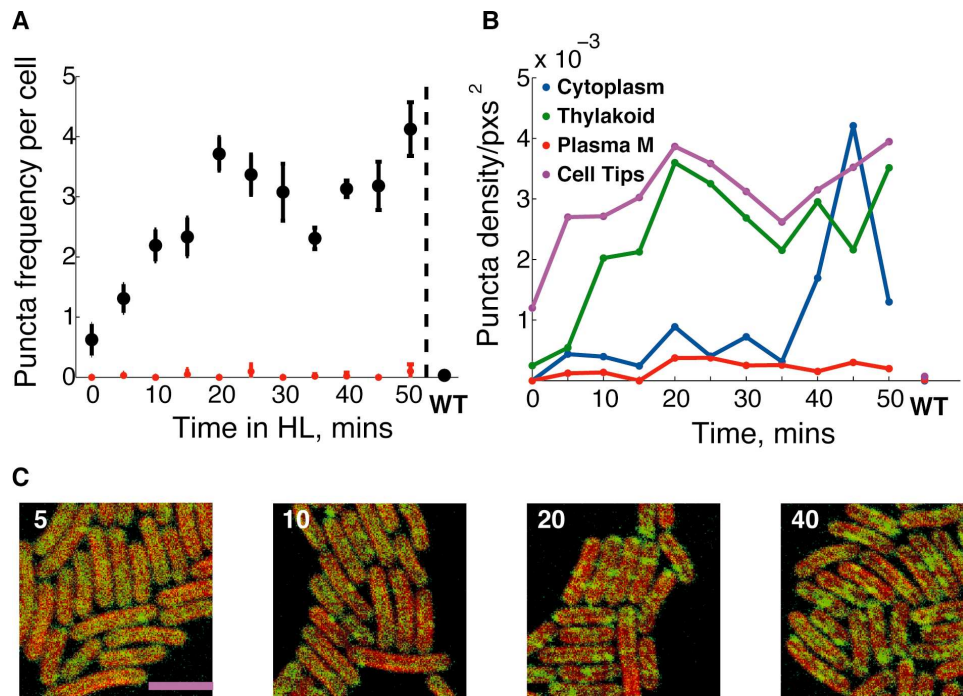 A
Puncta frequency per cell
5
4
3
2
1
0
0 10 20 30 40 50 WT
Time in HL, mins
B
x 10⁻³
Puncta density/pxs²
5
4
3
2
1
Cytoplasm
Thylakoid
Plasma M
Cell Tips
0 10 20 30 40 50 WT
Time, mins
C
5
10
20
40